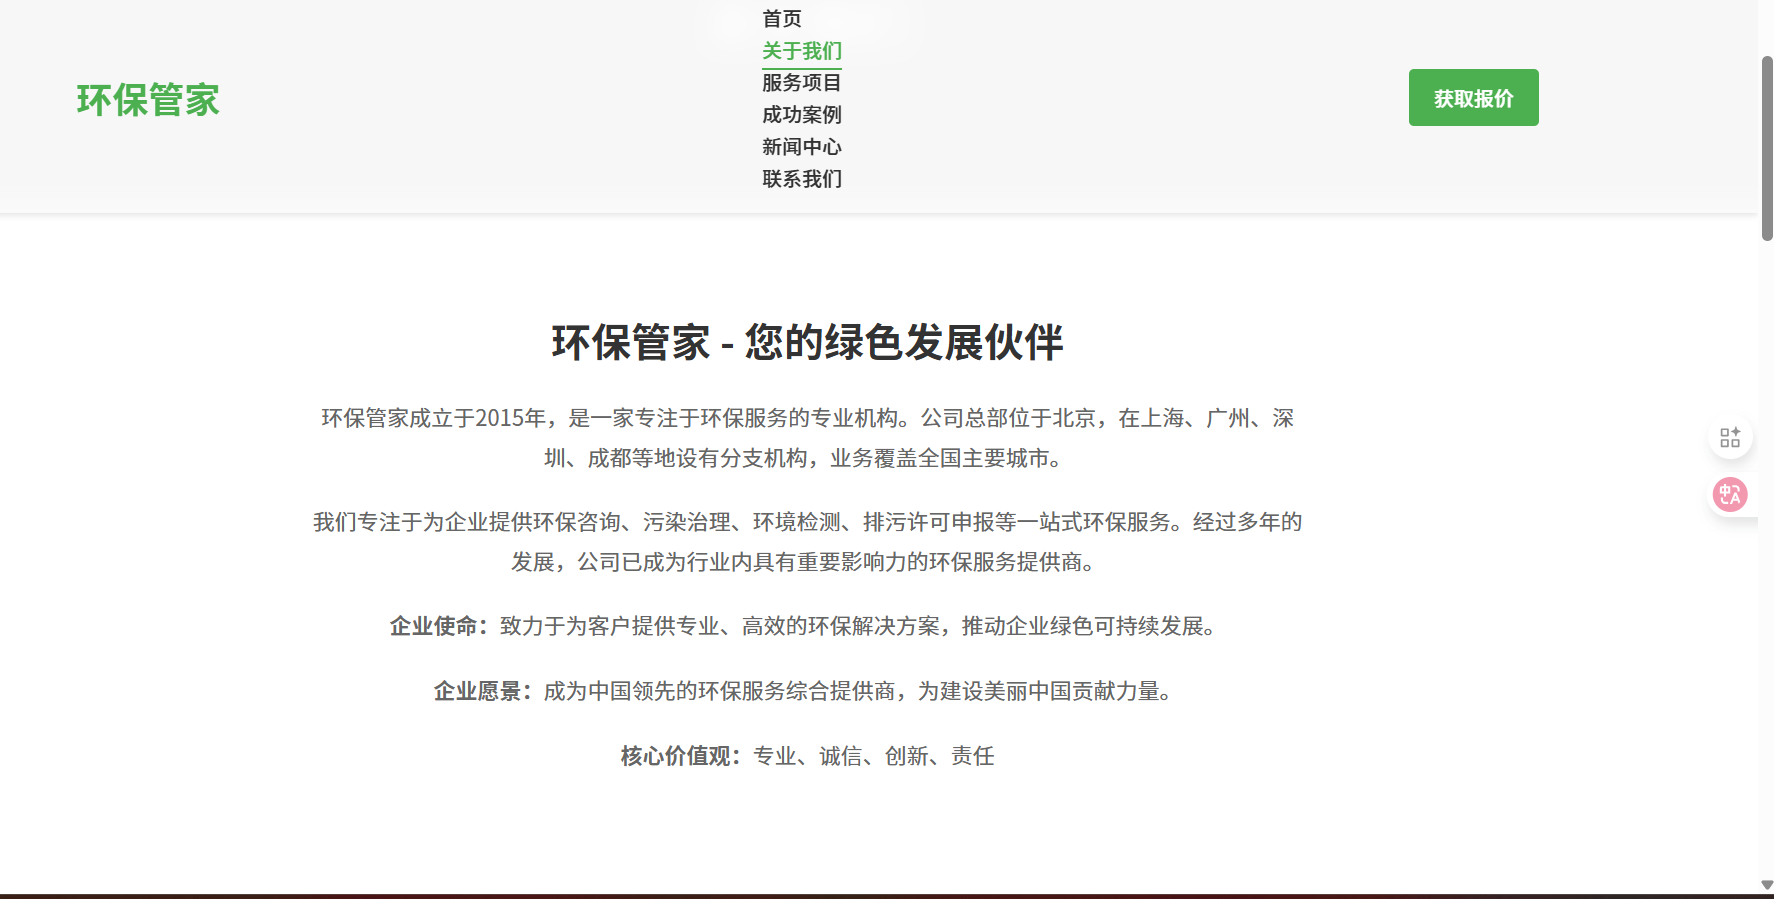 首页
关于我们
服务项目
成功案例
新闻中心
联系我们
环保管家
获取报价
环保管家 - 您的绿色发展伙伴
环保管家成立于2015年，是一家专注于环保服务的专业机构。公司总部位于北京，在上海、广州、深
圳、成都等地设有分支机构，业务覆盖全国主要城市。
我们专注于为企业提供环保咨询、污染治理、环境检测、排污许可申报等一站式环保服务。经过多年的
发展，公司已成为行业内具有重要影响力的环保服务提供商。
企业使命：致力于为客户提供专业、高效的环保解决方案，推动企业绿色可持续发展。
企业愿景：成为中国领先的环保服务综合提供商，为建设美丽中国贡献力量。
核心价值观：专业、诚信、创新、责任
中A